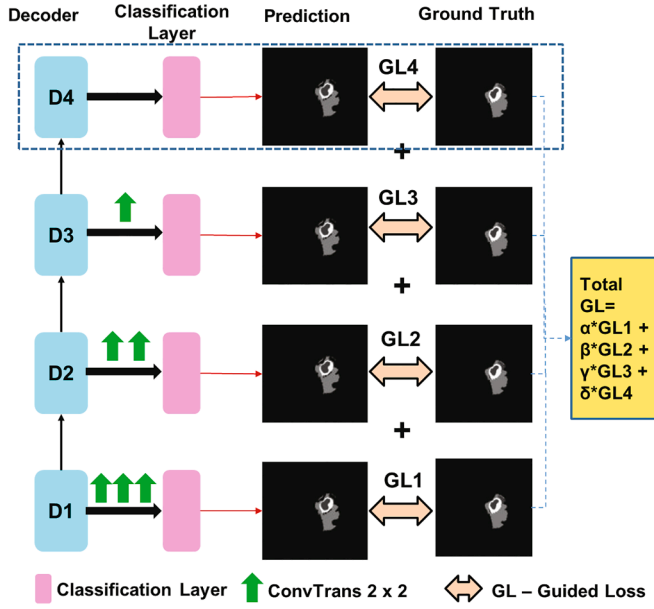 Decoder
Classification
Layer
Prediction
Ground Truth
D4
GL4
+
D3
GL3
+
D2
GL2
+
D1
GL1
Total
GL=
α*GL1 +
β*GL2 +
γ*GL3 +
δ*GL4
Classification Layer
ConvTrans 2 x 2
GL – Guided Loss